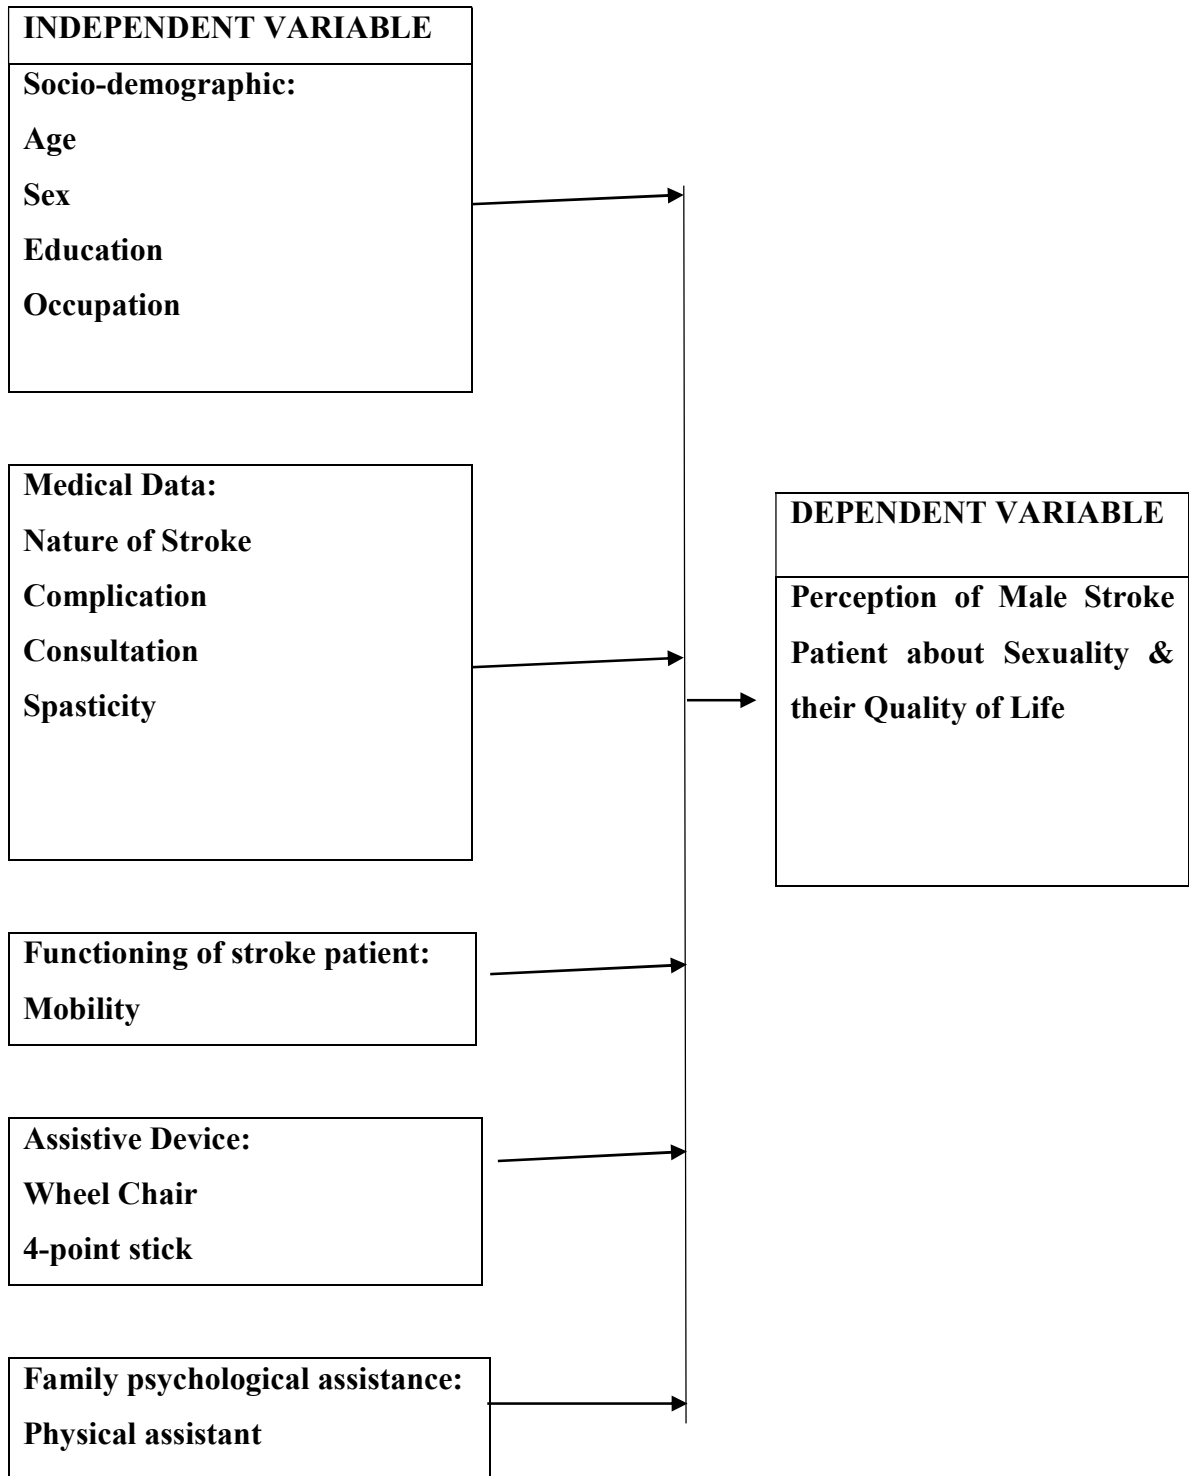 INDEPENDENT VARIABLE
Socio-demographic:
Age
Sex
Education
Occupation
Medical Data:
Nature of Stroke
Complication
Consultation
Spasticity
DEPENDENT VARIABLE
Perception of Male Stroke
Patient about Sexuality &
their Quality of Life
Functioning of stroke patient:
Mobility
Assistive Device:
Wheel Chair
4-point stick
Family psychological assistance:
Physical assistant